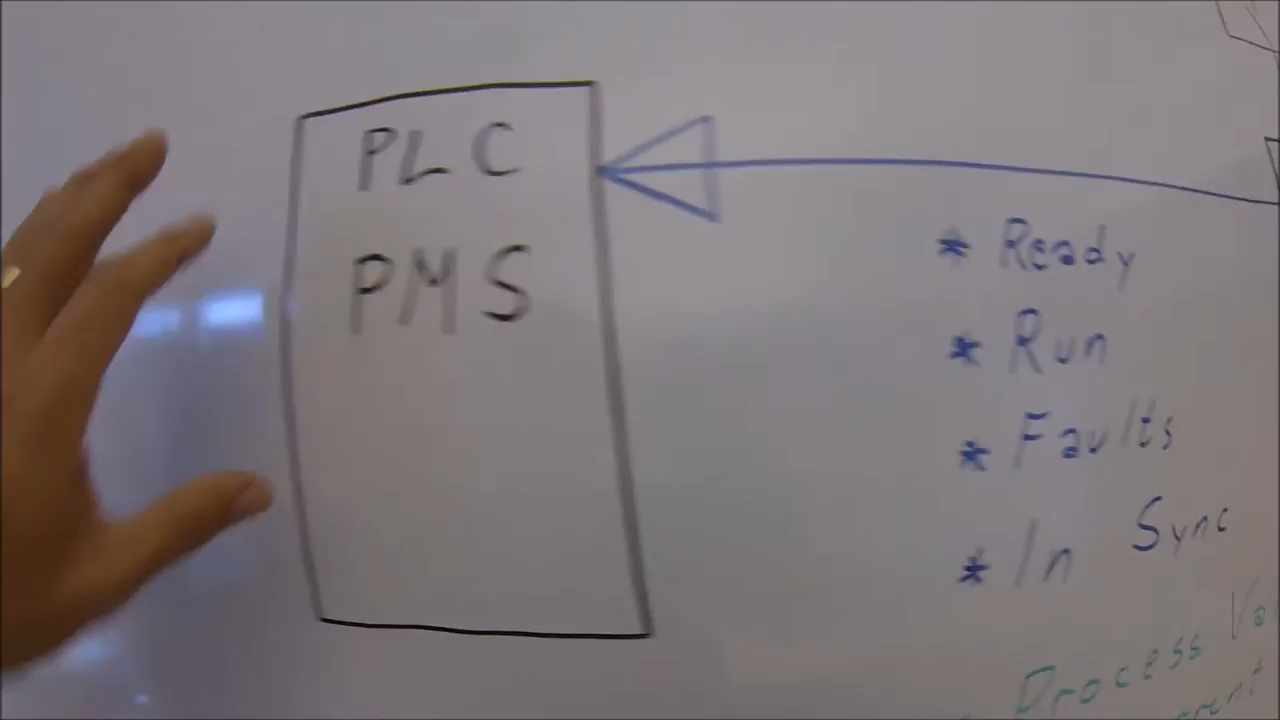 PLC
PMS
* Ready
* Run
* Faults
* In Sync
Process